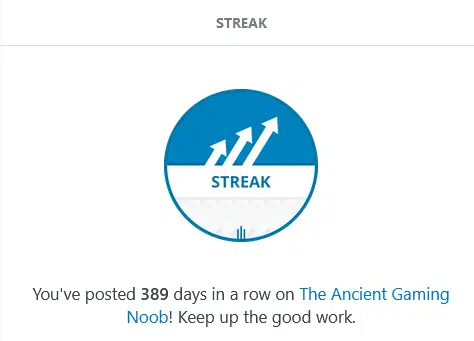 STREAK
STREAK
You've posted 389 days in a row on The Ancient Gaming
Noob! Keep up the good work.